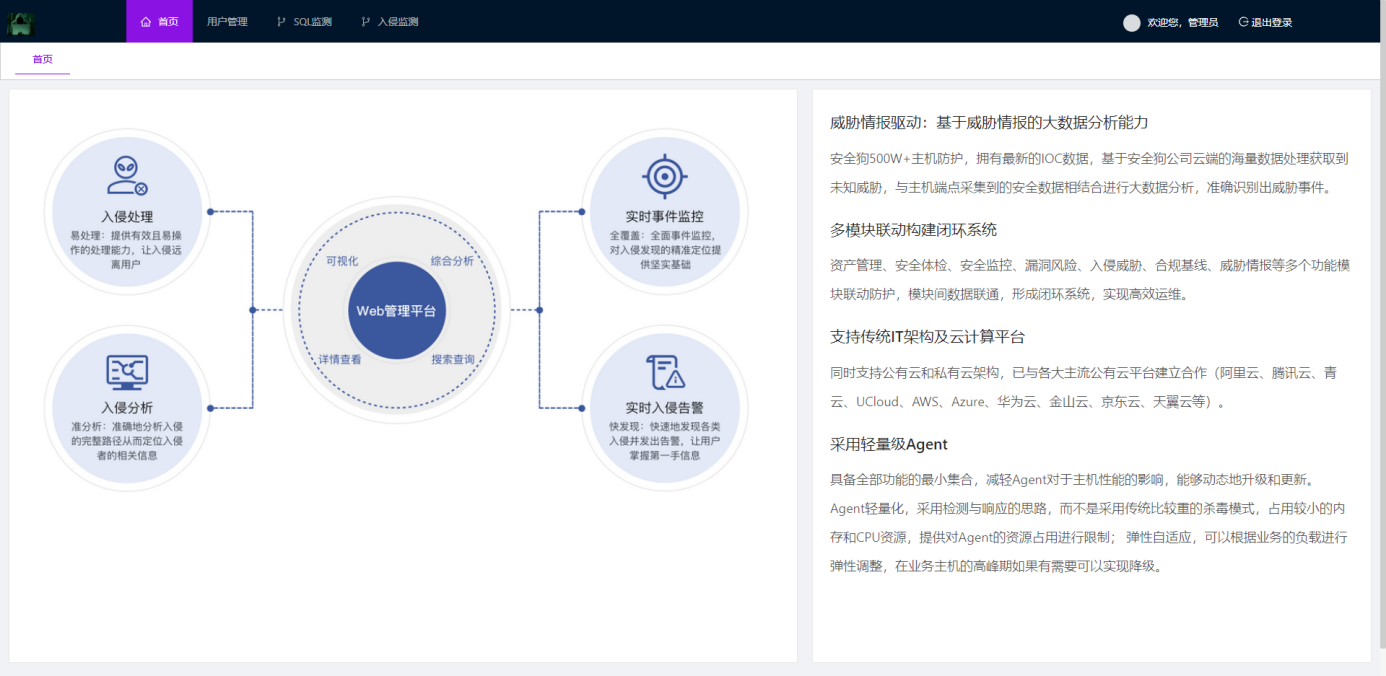 首页
用户管理
SQL监测
入侵监测
欢迎您，管理员
退出登录
首页
入侵处理
易处理：提供有效且易操
作的处理能力，让入侵远
离用户
入侵分析
准分析：准确地分析入侵
的完整路径从而定位入侵
者的相关信息
可视化
综合分析
Web管理平台
详情查看
搜索查询
实时事件监控
全覆盖：全面事件监控，
对入侵发现的精准定位提
供坚实基础
实时入侵告警
快发现：快速地发现各类
入侵并发出告警，让用户
掌握第一手信息
威胁情报驱动：基于威胁情报的大数据分析能力
安全狗500W+主机防护，拥有最新的IOC数据，基于安全狗公司云端的海量数据处理获取到
未知威胁，与主机端点采集到的安全数据相结合进行大数据分析，准确识别出威胁事件。
多模块联动构建闭环系统
资产管理、安全体检、安全监控、漏洞风险、入侵威胁、合规基线、威胁情报等多个功能模
块联动防护，模块间数据联通，形成闭环系统，实现高效运维。
支持传统IT架构及云计算平台
同时支持公有云和私有云架构，已与各大主流公有云平台建立合作（阿里云、腾讯云、青
云、UCloud、AWS、Azure、华为云、金山云、京东云、天翼云等）。
采用轻量级Agent
具备全部功能的最小集合，减轻Agent对于主机性能的影响，能够动态地升级和更新。
Agent轻量化，采用检测与响应的思路，而不是采用传统比较重的杀毒模式，占用较小的内
存和CPU资源，提供对Agent的资源占用进行限制； 弹性自适应，可以根据业务的负载进行
弹性调整，在业务主机的高峰期如果有需要可以实现降级。